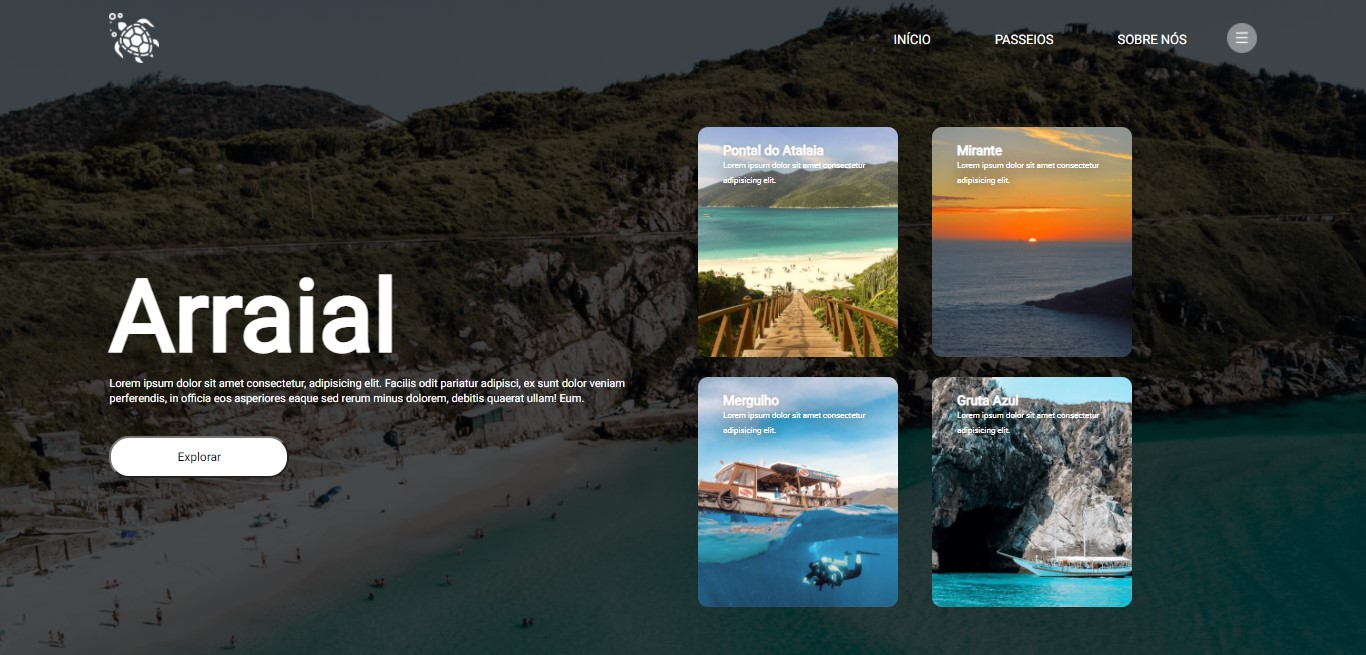 INÍCIO
PASSEIOS
SOBRE NÓS
Arraial
Lorem ipsum dolor sit amet consectetur, adipisicing elit. Facilis odit pariatur adipisci, ex sunt dolor veniam
perferendis, in officia eos asperiores eaque sed rerum minus dolorem, debitis quaerat ullam! Eum.
Explorar
Pontal do Atalaia
Lorem ipsum dolor sit amet consectetur
adipisicing elit.
Mirante
Lorem ipsum dolor sit amet consectetur
adipisicing elit.
Mergulho
Lorem ipsum dolor sit amet consectetur
adipisicing elit.
Gruta Azul
Lorem ipsum dolor sit amet consectetur
adipisicing elit.